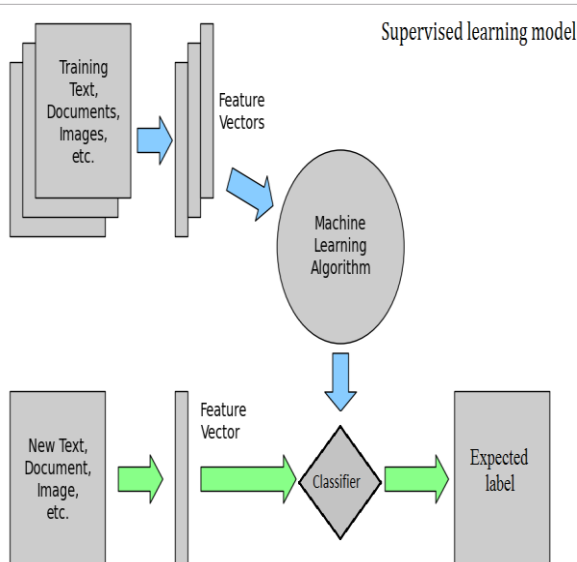 Supervised learning model
Training
Text,
Documents,
Images,
etc.
Feature
Vectors
Machine
Learning
Algorithm
New Text,
Document,
Image,
etc.
Feature
Vector
Classifier
Expected
label